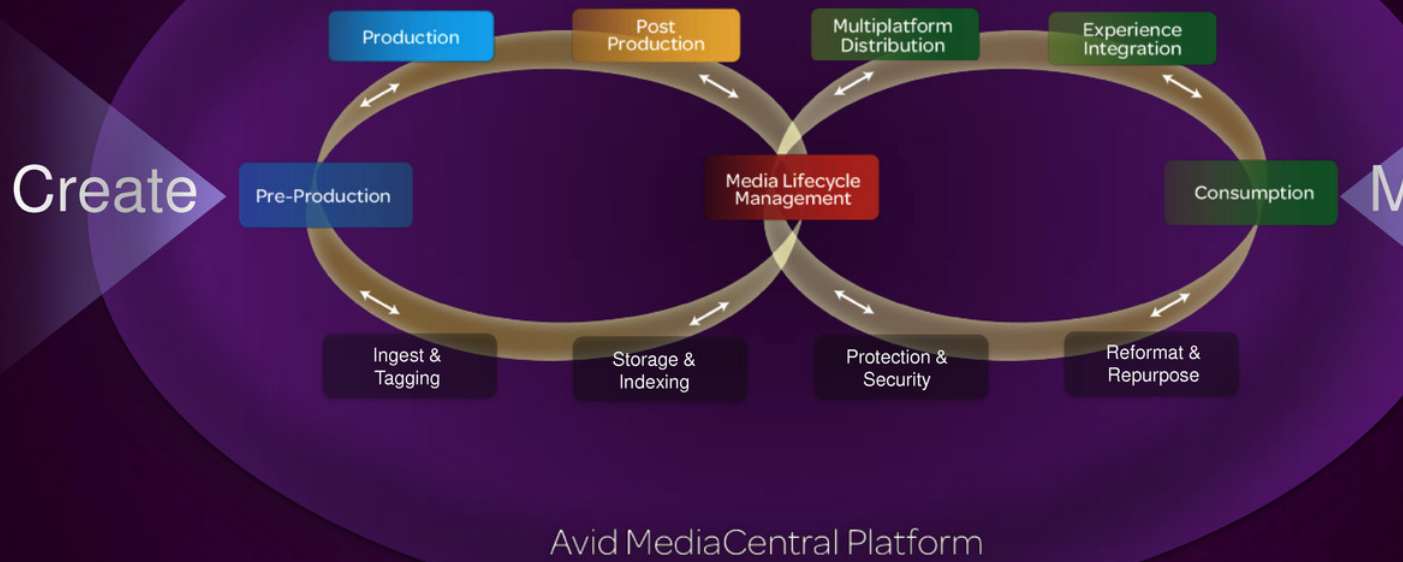 Production
Post
Production
Multiplatform
Distribution
Experience
Integration
Create
Pre-Production
Media Lifecycle
Management
Consumption
M
Ingest &
Tagging
Storage &
Indexing
Protection &
Security
Reformat &
Repurpose
Avid MediaCentral Platform